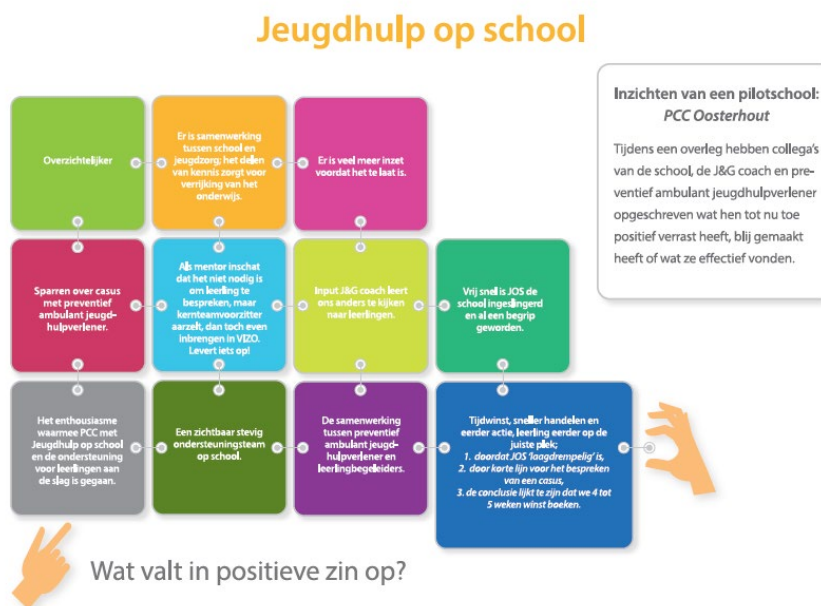 Jeugdhulp op school
Overzichtelijker
Er is samenwerking
tussen school en
jeugdzorg; het delen
van kennis zorgt voor
verrijking van het
onderwijs.
Er is veel meer inzet
voordat het te laat is.
Inzichten van een pilotschool:
PCC Oosterhout
Tijdens een overleg hebben collega's
van de school, de J&G coach en pre-
ventief ambulant jeugdhulpverlener
opgeschreven wat hen tot nu toe
positief verrast heeft, blij gemaakt
heeft of wat ze effectief vonden.
Sparren over casus
met preventief
ambulant jeugd-
hulpverlener.
Als mentor inschat
dat het niet nodig is
om leerling te
bespreken, maar
kernteamvoorzitter
aarzelt, dan toch even
inbrengen in VIZO.
Levert iets op!
Input J&G coach leert
ons anders te kijken
naar leerlingen.
Vrij snel is JOS de
school ingeslingerd
en al een begrip
geworden.
Het enthousiasme
waarmee PCC met
Jeugdhulp op school
en de ondersteuning
voor leerlingen aan
de slag is gegaan.
Een zichtbaar stevig
ondersteuningsteam
op school.
De samenwerking
tussen preventief
ambulant jeugd-
hulpverlener en
leerlingbegeleiders.
Tijdwinst, sneller handelen en
eerder actie, leerling eerder op de
juiste plek;
1. doordat JOS 'laagdrempelig' is,
2. door korte lijn voor het bespreken
van een casus,
3. de conclusie lijkt te zijn dat we 4 tot
5 weken winst boeken.
Wat valt in positieve zin op?